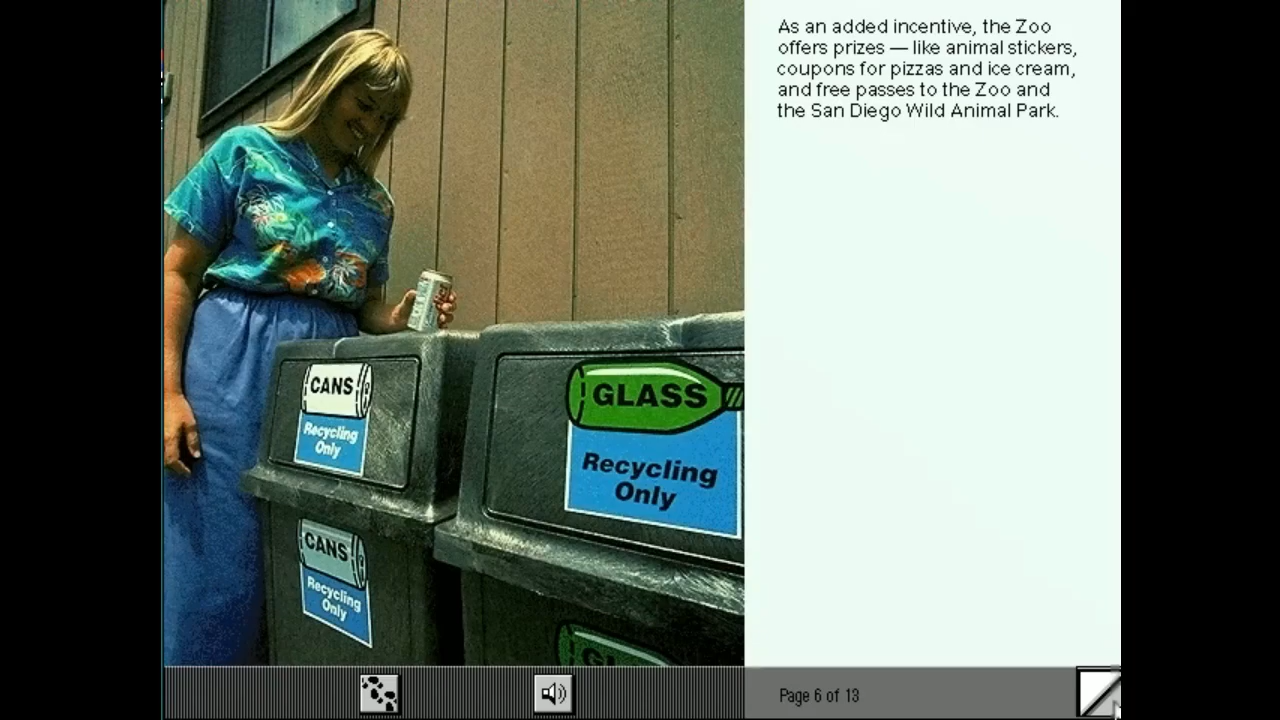 As an added incentive, the Zoo
offers prizes — like animal stickers,
coupons for pizzas and ice cream,
and free passes to the Zoo and
the San Diego Wild Animal Park.
CANS
Recycling
Only
GLASS
Recycling
Only
CANS
Recycling
Only
GL
Page 6 of 13